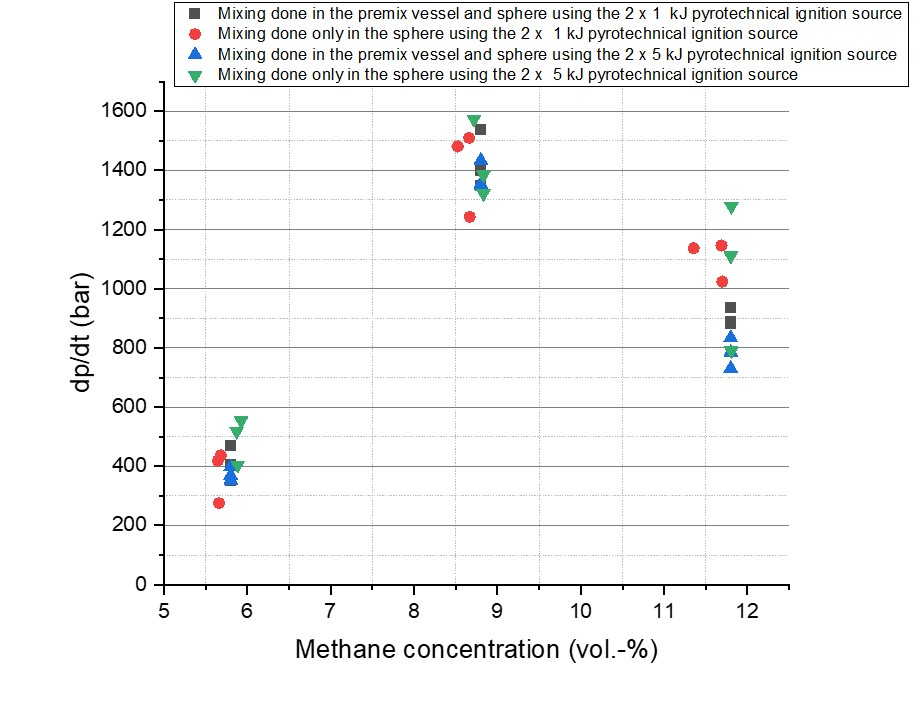 Mixing done in the premix vessel and sphere using the 2 x 1 kJ pyrotechnical ignition source
Mixing done only in the sphere using the 2 x 1 kJ pyrotechnical ignition source
Mixing done in the premix vessel and sphere using the 2 x 5 kJ pyrotechnical ignition source
Mixing done only in the sphere using the 2 x 5 kJ pyrotechnical ignition source
1600
1400
1200
1000
800
600
400
200
0
dp/dt (bar)
5 6 7 8 9 10 11 12
Methane concentration (vol.-%)